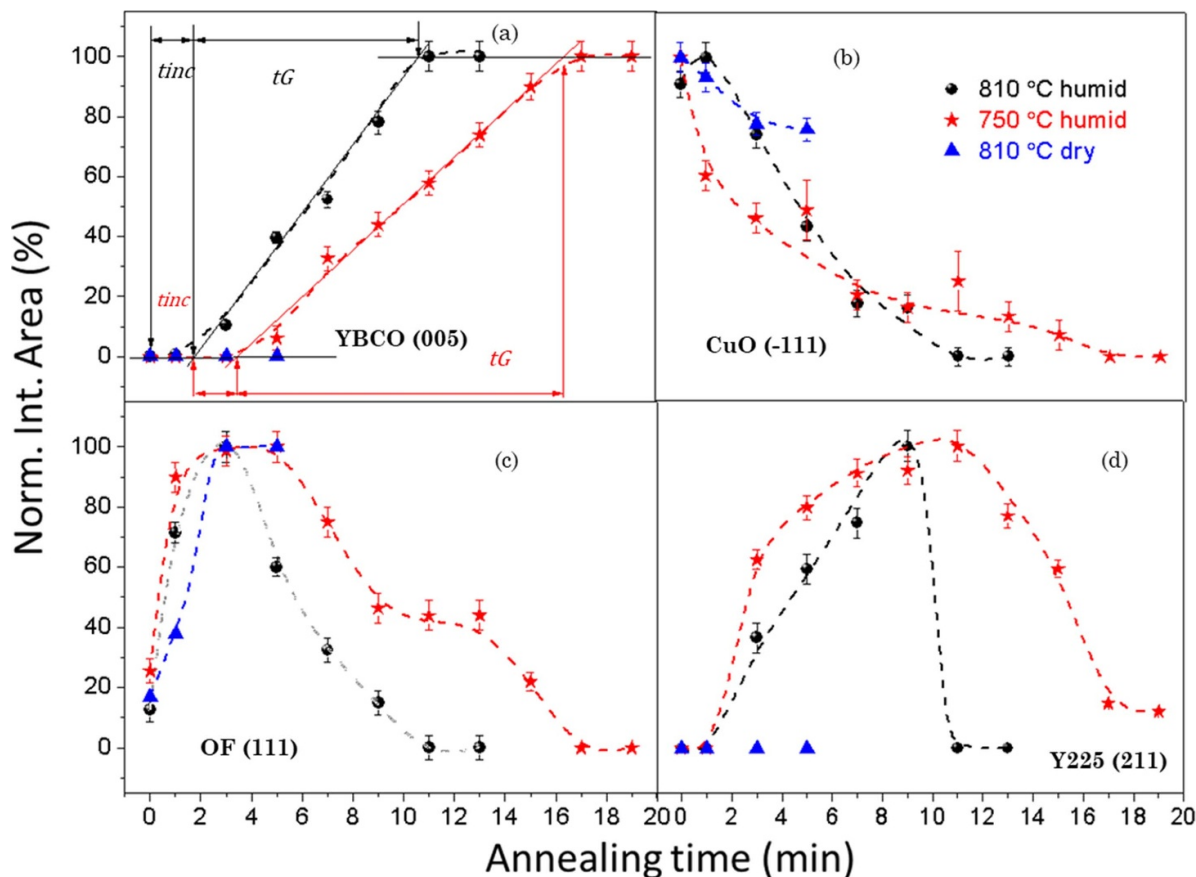 Norm. Int. Area (%)
100
80
60
40
20
0
tinc
tG
(a)
tinc
YBCO (005)
tG
(b)
810 °C humid
750 °C humid
810 °C dry
CuO (-111)
100
80
60
40
20
0
(c)
OF (111)
(d)
Y225 (211)
0 2 4 6 8 10 12 14 16 18 20 0 2 4 6 8 10 12 14 16 18 20
Annealing time (min)